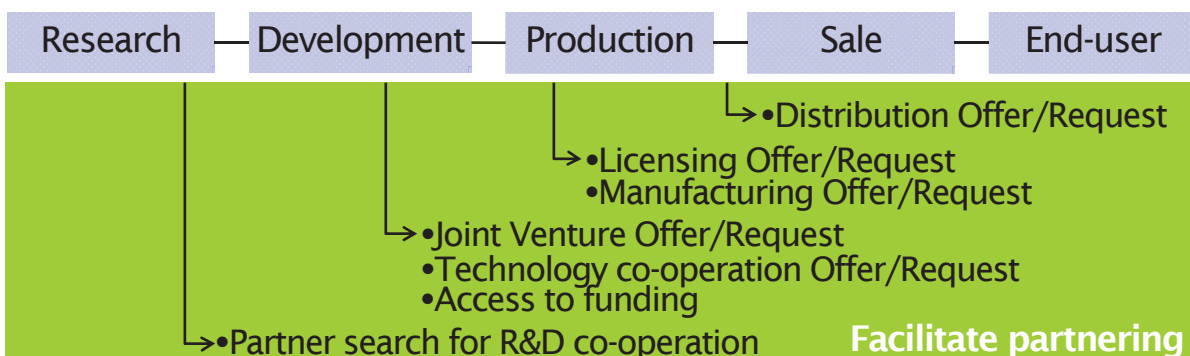 Research Development Production Sale End-user
•Distribution Offer/Request
•Licensing Offer/Request
•Manufacturing Offer/Request
•Joint Venture Offer/Request
•Technology co-operation Offer/Request
•Access to funding
•Partner search for R&D co-operation
Facilitate partnering